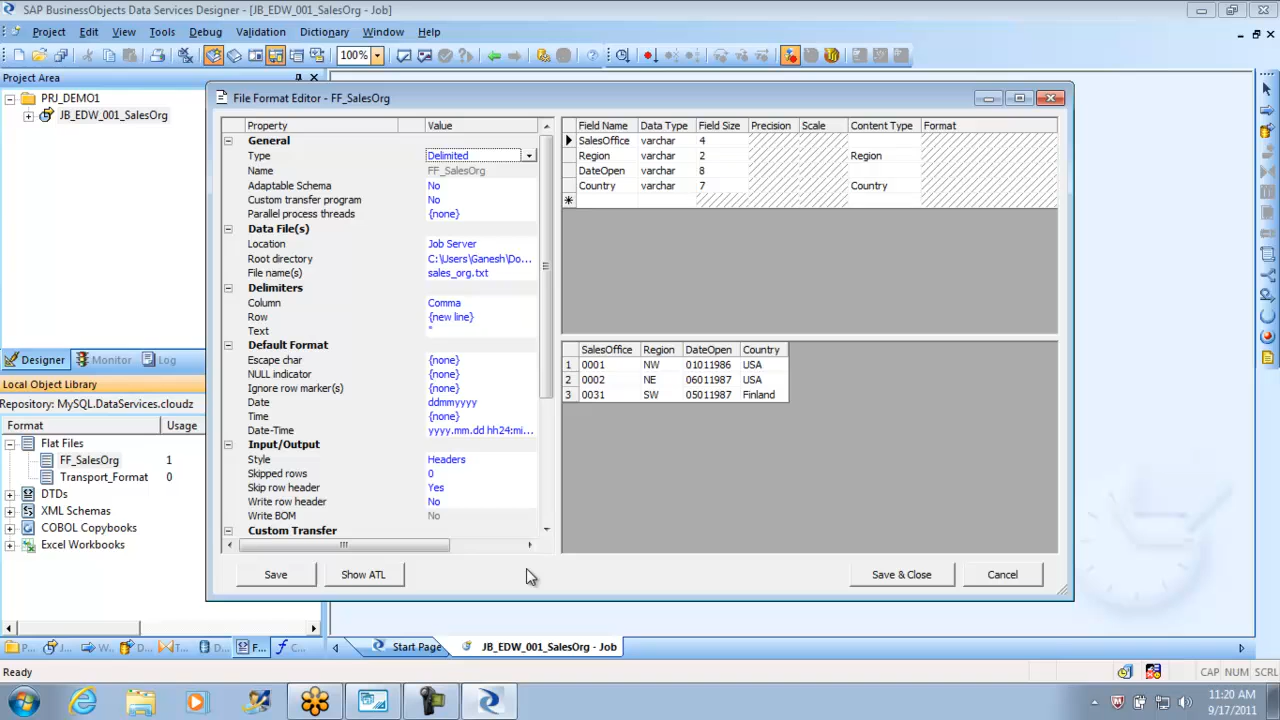 SAP BusinessObjects Data Services Designer - [JB_EDW_001_SalesOrg - Job]
Project Edit View Tools Debug Validation Dictionary Window Help
100%
Project Area
PRJ_DEMO1
JB_EDW_001_SalesOrg
File Format Editor - FF_SalesOrg
Property Value
General
Type Delimited
Name FF_SalesOrg
Adaptable Schema No
Custom transfer program No
Parallel process threads {none}
Data File(s)
Location Job Server
Root directory C:\Users\Ganesh\Do...
File name(s) sales_org.txt
Delimiters
Column Comma
Row {new line}
Text "
Default Format
Escape char {none}
NULL indicator {none}
Ignore row marker(s) {none}
Date ddmmyyyy
Time {none}
Date-Time yyyy.mm.dd hh24:mi...
Input/Output
Style Headers
Skipped rows 0
Skip row header Yes
Write row header No
Write BOM No
Custom Transfer
Field Name Data Type Field Size Precision Scale Content Type Format
SalesOffice varchar 4
Region varchar 2 Region
DateOpen varchar 8
Country varchar 7 Country
SalesOffice Region DateOpen Country
1 0001 NW 01011986 USA
2 0002 NE 06011987 USA
3 0031 SW 05011987 Finland
Save Show ATL Save & Close Cancel
Designer Monitor Log
Local Object Library
Repository: MySQL.DataServices.cloudz
Format Usage
Flat Files
FF_SalesOrg 1
Transport_Format 0
DTDs
XML Schemas
COBOL Copybooks
Excel Workbooks
P... J... W... D... T... D... F... C...
Start Page JB_EDW_001_SalesOrg - Job
Ready CAP NUM SCRL
11:20 AM
9/17/2011